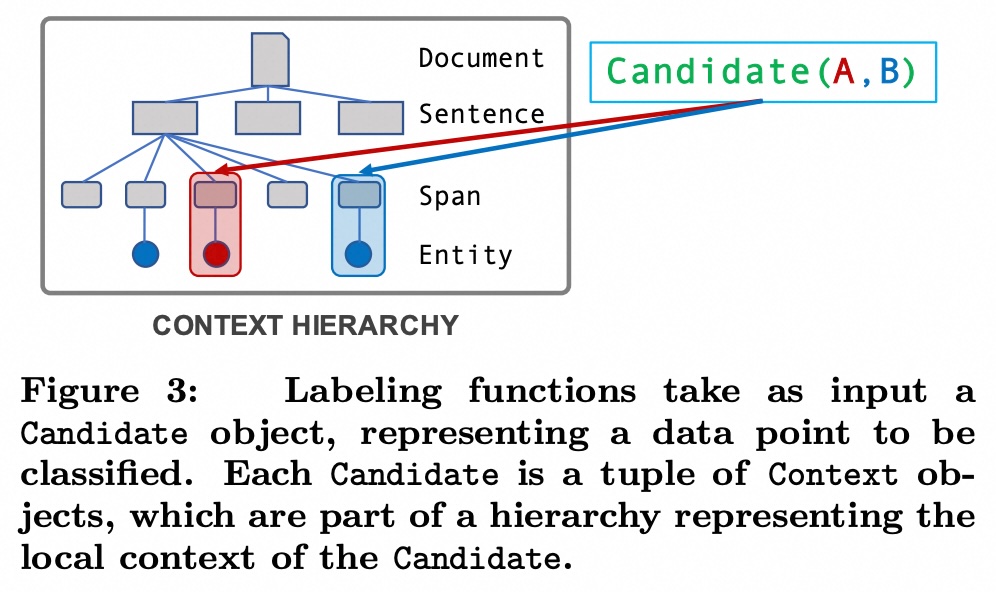 Document
Candidate(A,B)
Sentence
Span
Entity
CONTEXT HIERARCHY
Figure 3: Labeling functions take as input a
Candidate object, representing a data point to be
classified. Each Candidate is a tuple of Context ob-
jects, which are part of a hierarchy representing the
local context of the Candidate.